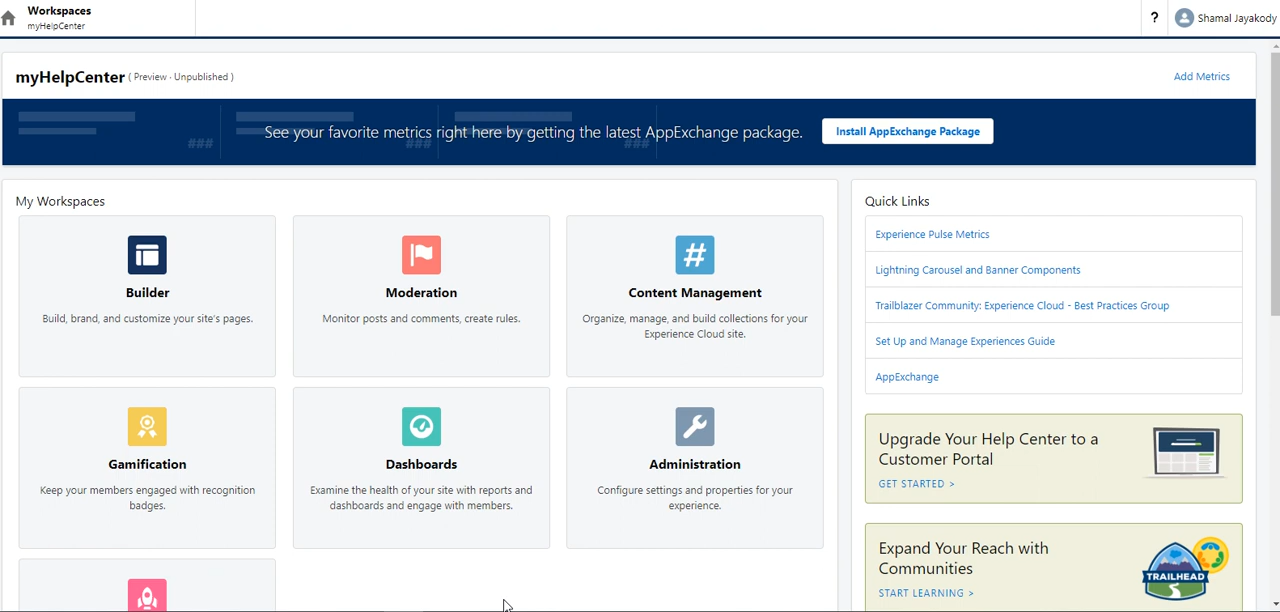 Workspaces
myHelpCenter
?
Shamal Jayakody
myHelpCenter ( Preview - Unpublished )
Add Metrics
###
###
###
See your favorite metrics right here by getting the latest AppExchange package.
Install AppExchange Package
My Workspaces
Builder
Build, brand, and customize your site's pages.
Moderation
Monitor posts and comments, create rules.
#
Content Management
Organize, manage, and build collections for your
Experience Cloud site.
Gamification
Keep your members engaged with recognition
badges.
Dashboards
Examine the health of your site with reports and
dashboards and engage with members.
Administration
Configure settings and properties for your
experience.
Quick Links
Experience Pulse Metrics
Lightning Carousel and Banner Components
Trailblazer Community: Experience Cloud - Best Practices Group
Set Up and Manage Experiences Guide
AppExchange
Upgrade Your Help Center to a
Customer Portal
GET STARTED >
Expand Your Reach with
Communities
START LEARNING >
TRAILHEAD